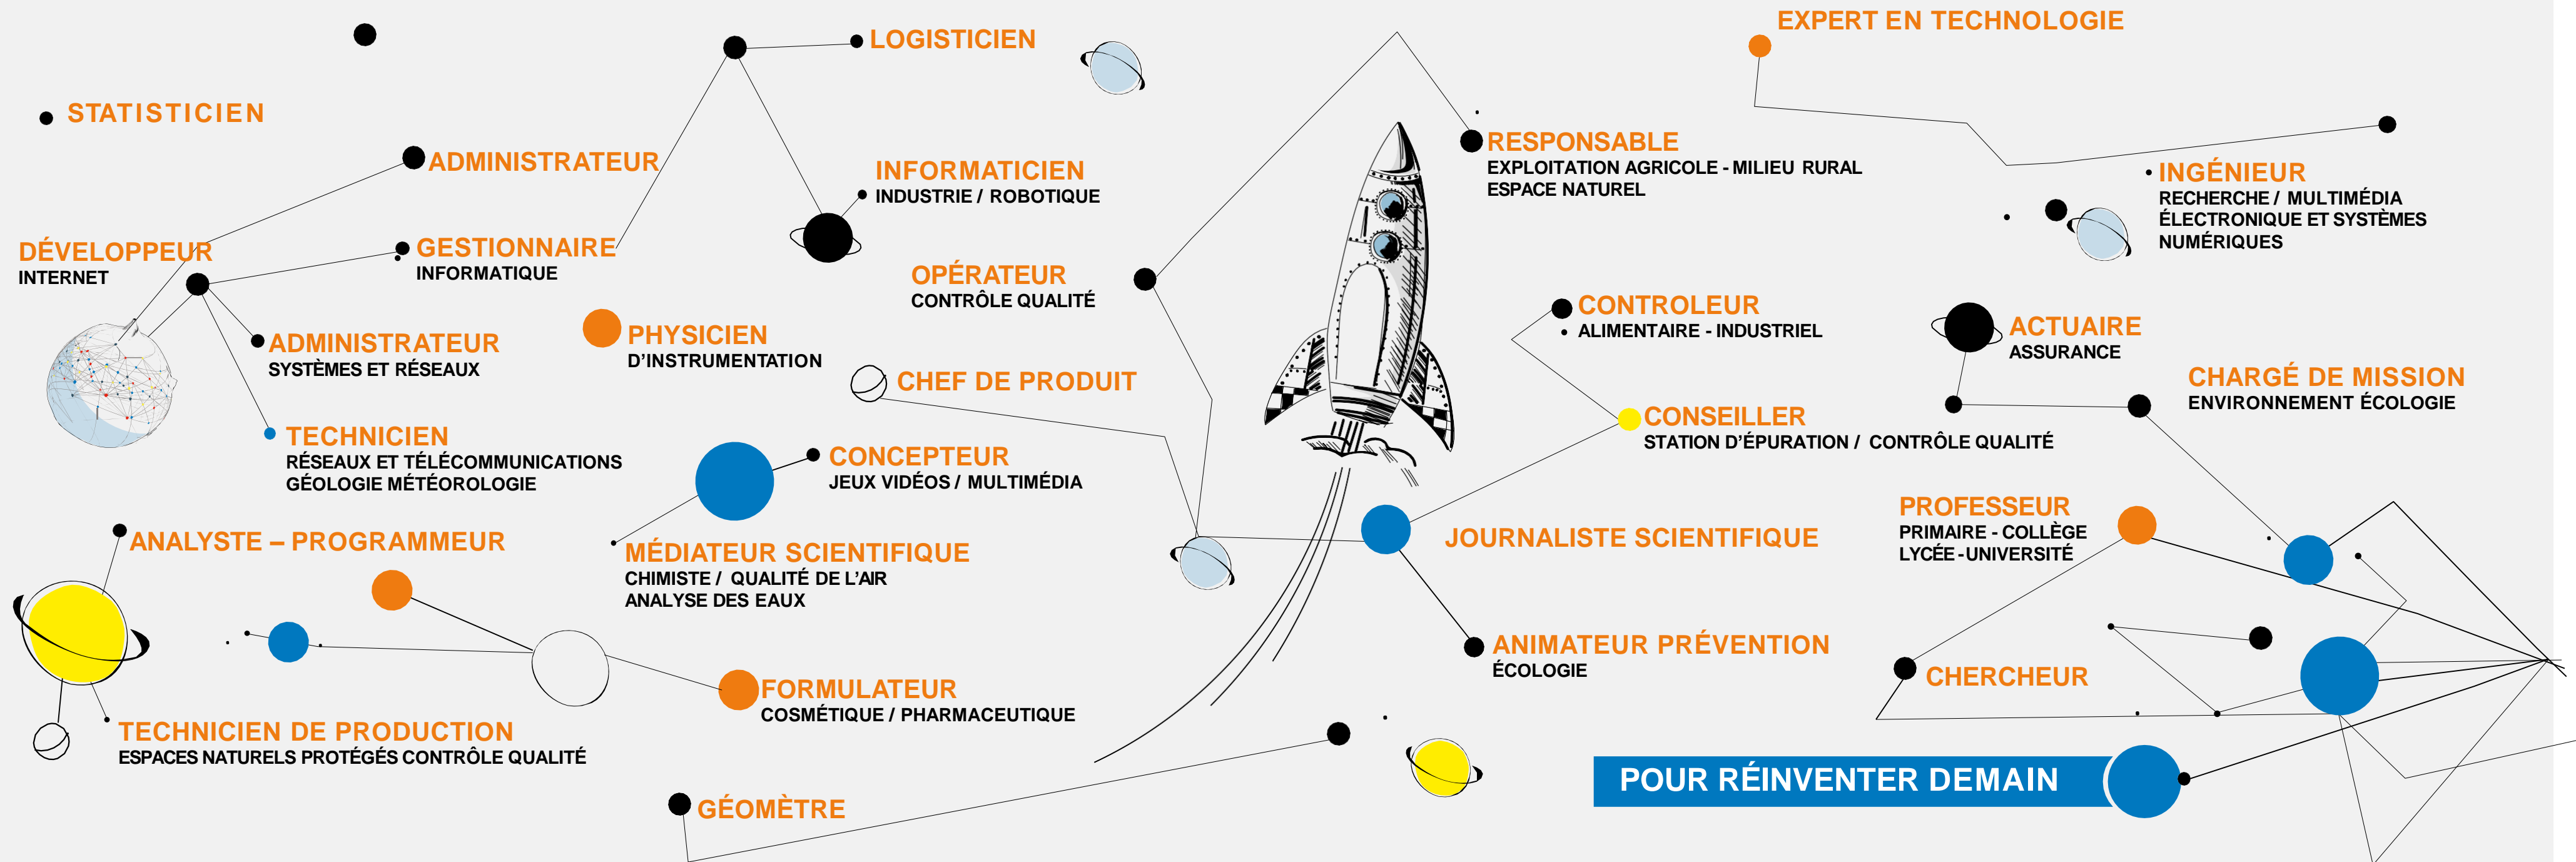 STATISTICIEN
ADMINISTRATEUR
DÉVELOPPEUR
INTERNET
GESTIONNAIRE
INFORMATIQUE
ADMINISTRATEUR
SYSTÈMES ET RÉSEAUX
TECHNICIEN
RÉSEAUX ET TÉLÉCOMMUNICATIONS
GÉOLOGIE MÉTÉOROLOGIE
ANALYSTE – PROGRAMMEUR
TECHNICIEN DE PRODUCTION
ESPACES NATURELS PROTÉGÉS CONTRÔLE QUALITÉ
LOGISTICIEN
INFORMATICIEN
INDUSTRIE / ROBOTIQUE
OPÉRATEUR
CONTRÔLE QUALITÉ
PHYSICIEN
D'INSTRUMENTATION
CHEF DE PRODUIT
CONCEPTEUR
JEUX VIDÉOS / MULTIMÉDIA
MÉDIATEUR SCIENTIFIQUE
CHIMISTE / QUALITÉ DE L'AIR
ANALYSE DES EAUX
FORMULATEUR
COSMÉTIQUE / PHARMACEUTIQUE
GÉOMÈTRE
EXPERT EN TECHNOLOGIE
RESPONSABLE
EXPLOITATION AGRICOLE - MILIEU RURAL
ESPACE NATUREL
INGÉNIEUR
RECHERCHE / MULTIMÉDIA
ÉLECTRONIQUE ET SYSTÈMES
NUMÉRIQUES
CONTROLEUR
ALIMENTAIRE - INDUSTRIEL
ACTUAIRE
ASSURANCE
CHARGÉ DE MISSION
ENVIRONNEMENT ÉCOLOGIE
CONSEILLER
STATION D'ÉPURATION / CONTRÔLE QUALITÉ
PROFESSEUR
PRIMAIRE - COLLÈGE
LYCÉE - UNIVERSITÉ
JOURNALISTE SCIENTIFIQUE
ANIMATEUR PRÉVENTION
ÉCOLOGIE
CHERCHEUR
POUR RÉINVENTER DEMAIN